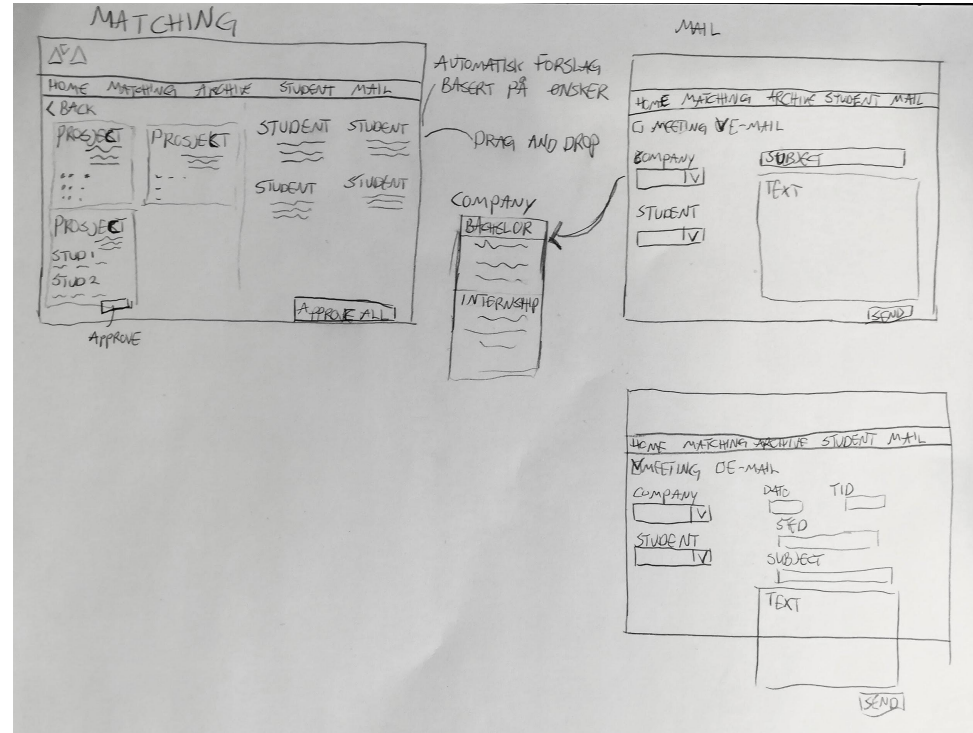 MATCHING
HOME MATCHING ARCHIVE STUDENT MAIL
< BACK
PROSJECT PROSJEKT STUDENT STUDENT
STUDENT STUDENT
PROSJECT
STUD 1
STUD 2
APPROVE ALL
APPROVE
AUTOMATISK FORSLAG
BASERT PÅ ØNSKER
DRAG AND DROP
COMPANY
BACHELOR
INTERNSHIP
MAIL
HOME MATCHING ARCHIVE STUDENT MAIL
MEETING E-MAIL
COMPANY
SUBJECT
TEXT
STUDENT
SEND
HOME MATCHING ARCHIVE STUDENT MAIL
MEETING E-MAIL
COMPANY
DATO TID
STED
STUDENT
SUBJECT
TEXT
SEND